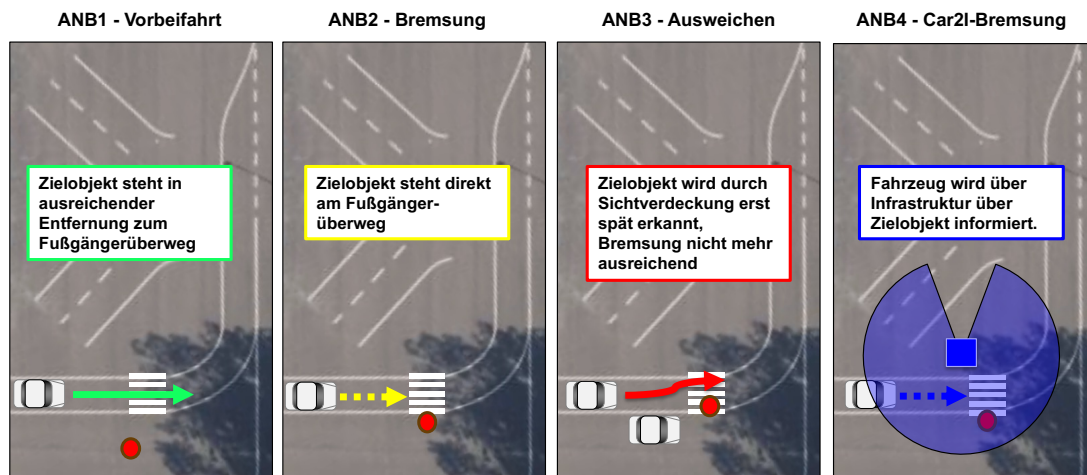 ANB1 - Vorbeifahrt
ANB2 - Bremsung
ANB3 - Ausweichen
ANB4 - Car2I-Bremsung
Zielobjekt steht in
ausreichender
Entfernung zum
Fußgängerüberweg
Zielobjekt steht direkt
am Fußgänger-
überweg
Zielobjekt wird durch
Sichtverdeckung erst
spät erkannt,
Bremsung nicht mehr
ausreichend
Fahrzeug wird über
Infrastruktur über
Zielobjekt informiert.